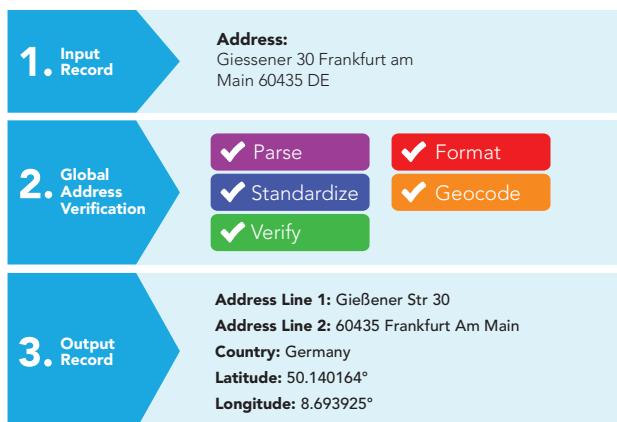 1. Input
Record
Address:
Giessener 30 Frankfurt am
Main 60435 DE
2. Global
Address
Verification
Parse
Format
Standardize
Geocode
Verify
3. Output
Record
Address Line 1: Gießener Str 30
Address Line 2: 60435 Frankfurt Am Main
Country: Germany
Latitude: 50.140164°
Longitude: 8.693925°